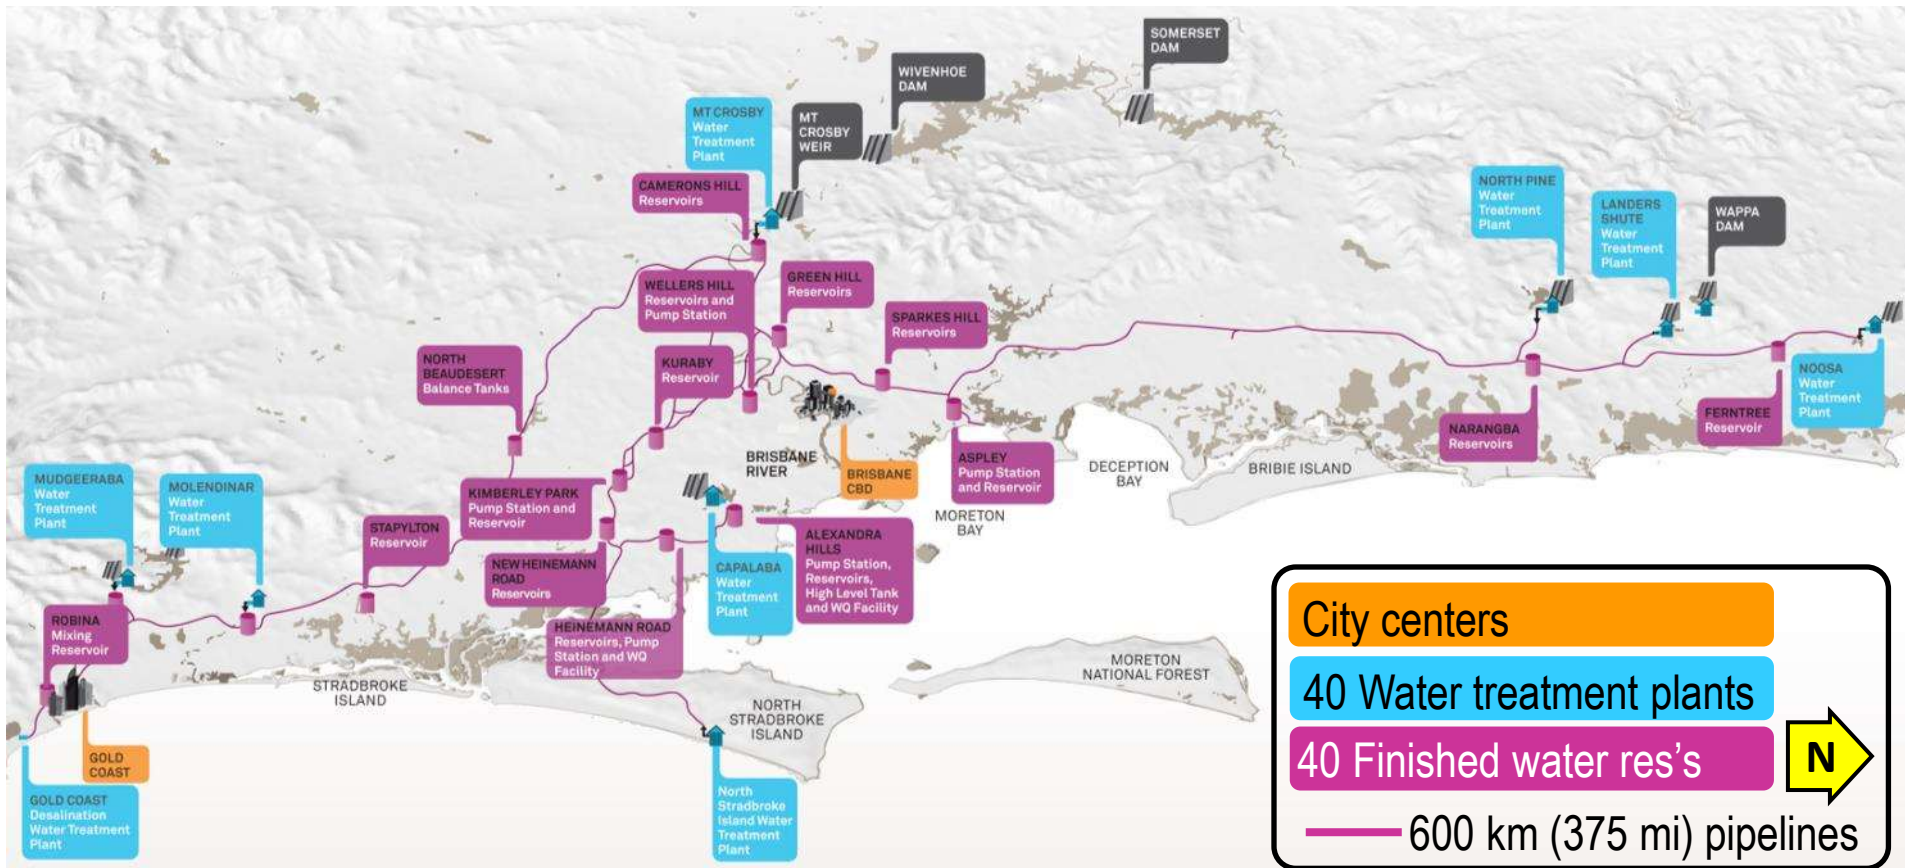 SOMERSET
DAM
WIVENHOE
DAM
MT CROSBY
Water
Treatment
Plant
MT
CROSBY
WEIR
CAMERONS HILL
Reservoirs
NORTH PINE
Water
Treatment
Plant
LANDERS
SHUTE
Water
Treatment
Plant
WAPPA
DAM
WELLERS HILL
Reservoirs and
Pump Station
GREEN HILL
Reservoirs
SPARKES HILL
Reservoirs
NORTH
BEAUDESERT
Balance Tanks
KURABY
Reservoir
NOOSA
Water
Treatment
Plant
FERNTREE
Reservoir
NARANGBA
Reservoirs
BRISBANE
RIVER
BRISBANE
CBD
ASPLEY
Pump Station
and Reservoir
DECEPTION
BAY
BRIBIE ISLAND
MORETON
BAY
MUDGEERABA
Water
Treatment
Plant
MOLENDINAR
Water
Treatment
Plant
KIMBERLEY PARK
Pump Station and
Reservoir
STAPYLTON
Reservoir
NEW HEINEMANN
ROAD
Reservoirs
CAPALABA
Water
Treatment
Plant
ALEXANDRA
HILLS
Pump Station,
Reservoirs,
High Level Tank
and WQ Facility
ROBINA
Mixing
Reservoir
HEINEMANN ROAD
Reservoirs, Pump
Station and WQ
Facility
STRADBROKE
ISLAND
NORTH
STRADBROKE
ISLAND
MORETON
NATIONAL FOREST
GOLD
COAST
GOLD COAST
Desalination
Water Treatment
Plant
North
Stradbroke
Island Water
Treatment
Plant
City centers
40 Water treatment plants
40 Finished water res's
N
600 km (375 mi) pipelines